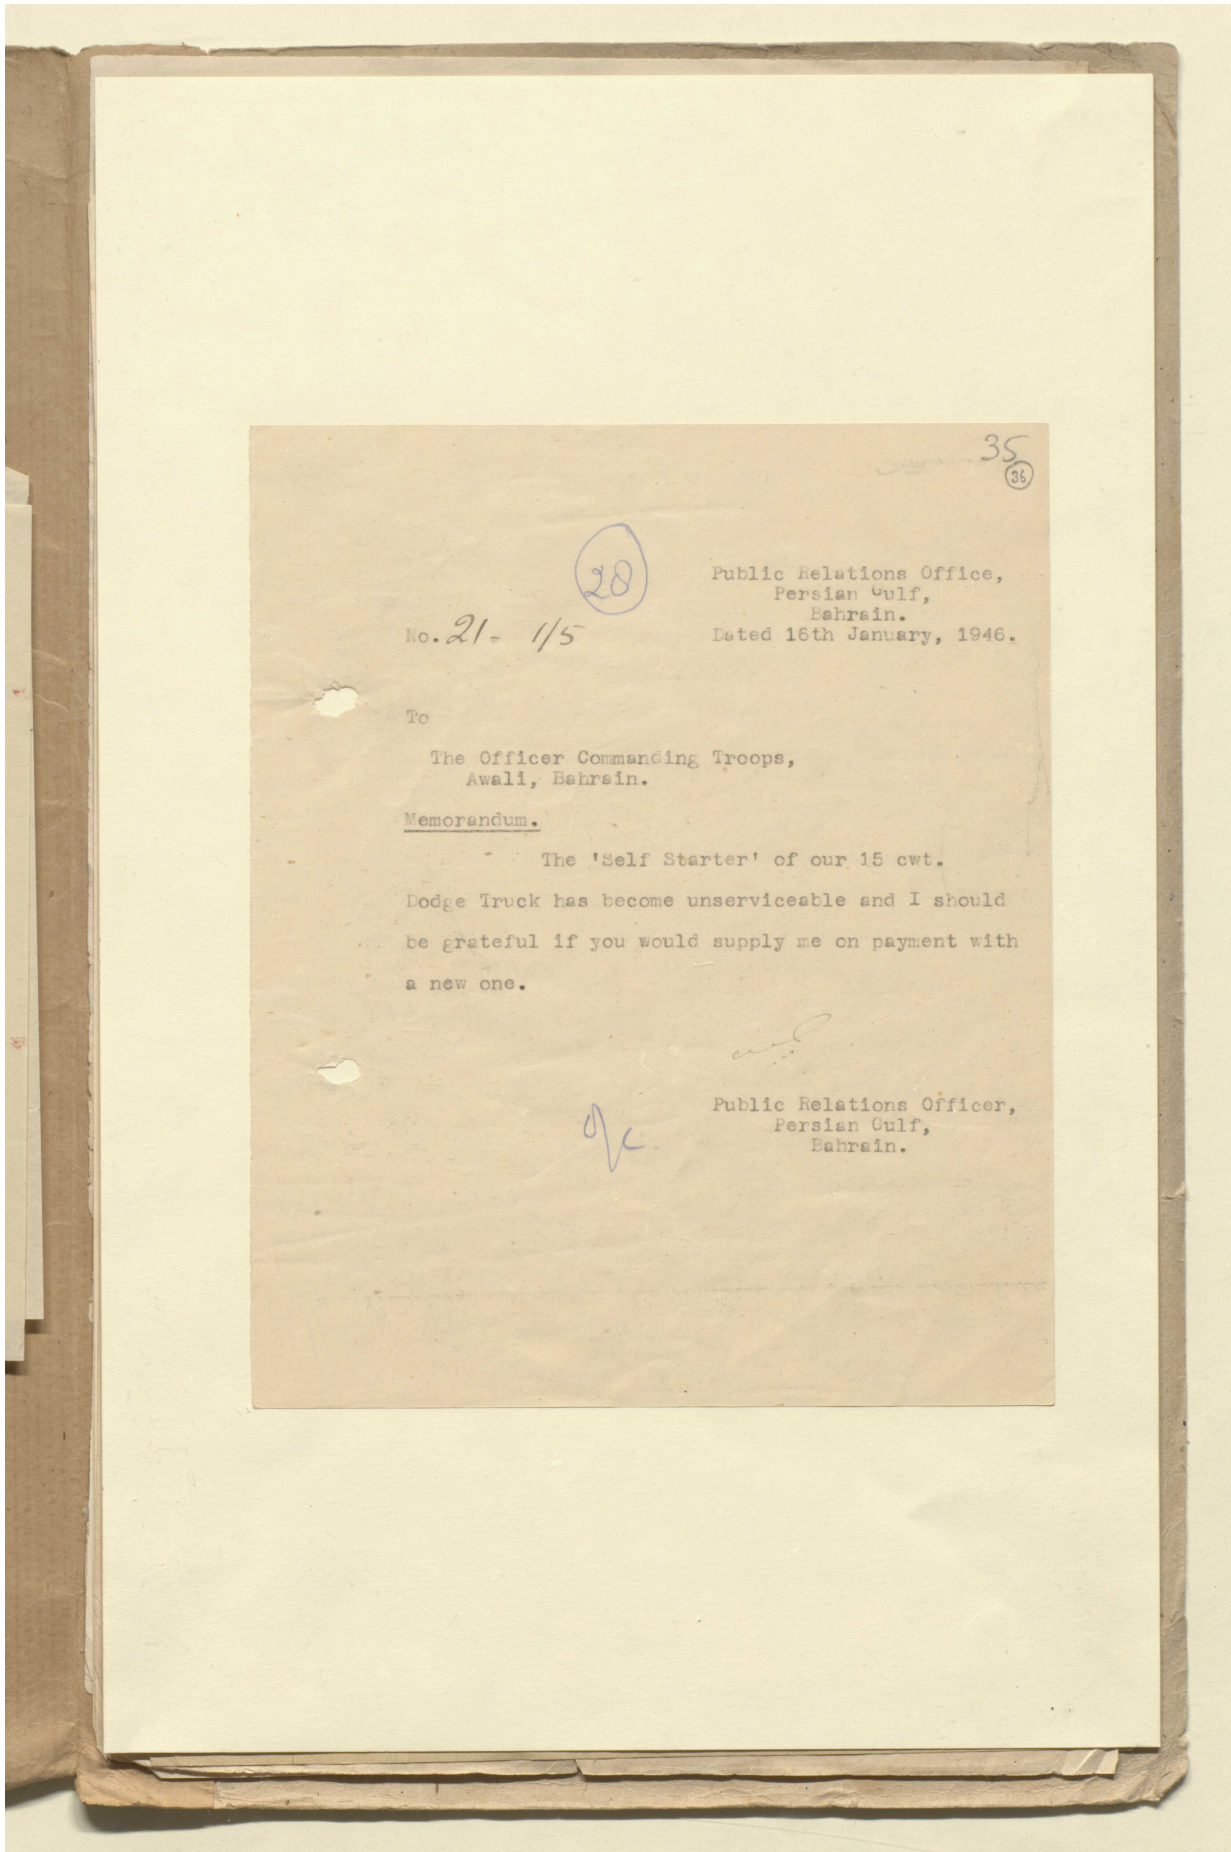 35
36
28
Public Relations Office,
Persian Gulf,
Bahrain.
No. 21- 1/5
Dated 16th January, 1946.
To
The Officer Commanding Troops,
Awali, Bahrain.
Memorandum.
The 'Self Starter' of our 15 cwt.
Dodge Truck has become unserviceable and I should
be grateful if you would supply me on payment with
a new one.
Public Relations Officer,
Persian Gulf,
Bahrain.
o/c